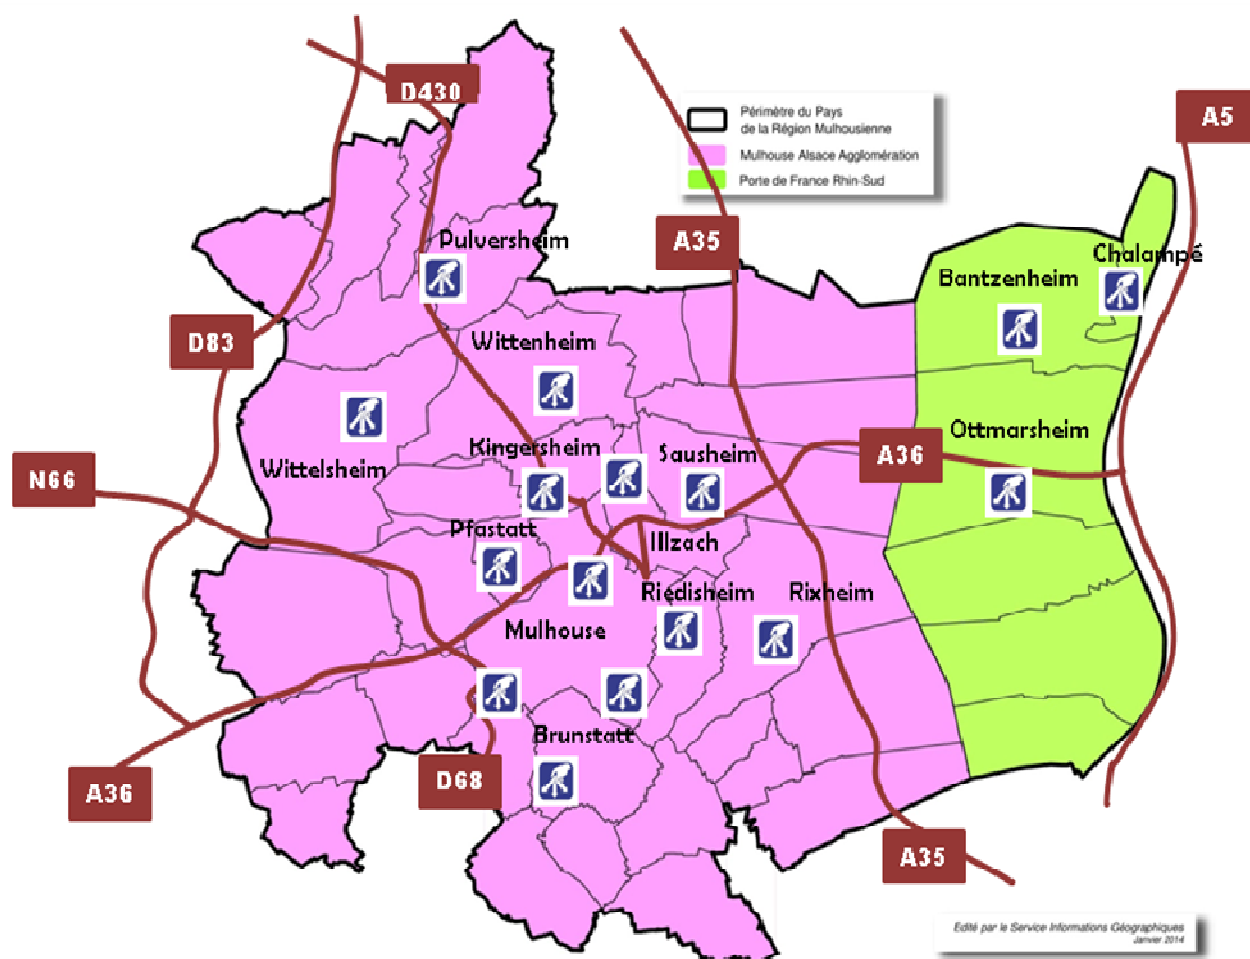 D430
Périmètre du Pays
de la Région Mulhousienne
Mulhouse Alsace Agglomération
Porte de France Rhin-Sud
A5
A35
Pulversheim
Chalampé
Bantzenheim
D83
Wittenheim
Ottmarsheim
Kingersheim
Sausheim
A36
Wittelsheim
N66
Pfastatt
Illzach
Riedisheim
Rixheim
Mulhouse
Brunstatt
D68
A36
A35
Edité par le Service Informations Géographiques
Janvier 2014